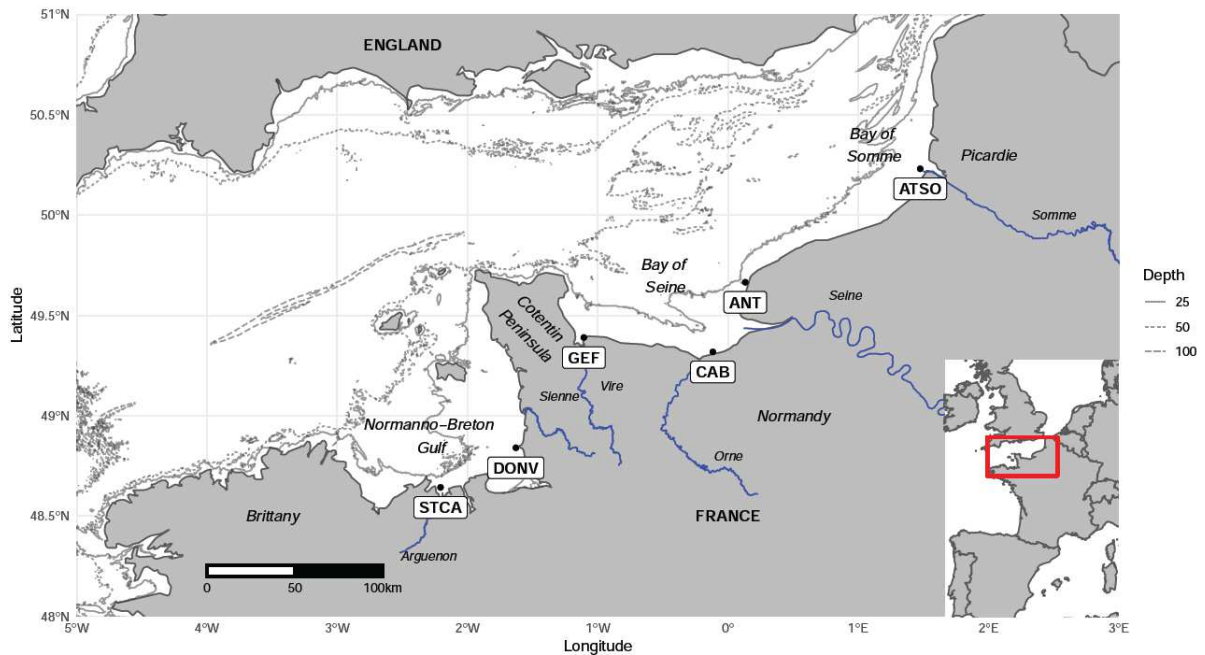 51°N
ENGLAND
50.5°N
Bay of
Somme
Picardie
ATSO
Somme
50°N
Bay of
Seine
ANT
Seine
Depth
25
50
100
49.5°N
Cotentin
Peninsula
GEF
CAB
Vire
Sienne
49°N
Normanno-Breton
Gulf
Normandy
DONV
Orne
STCA
48.5°N
Brittany
FRANCE
Arguenon
0
50
100km
48°N
5°W
4°W
3°W
2°W
1°W
0°
1°E
2°E
3°E
Longitude
Latitude